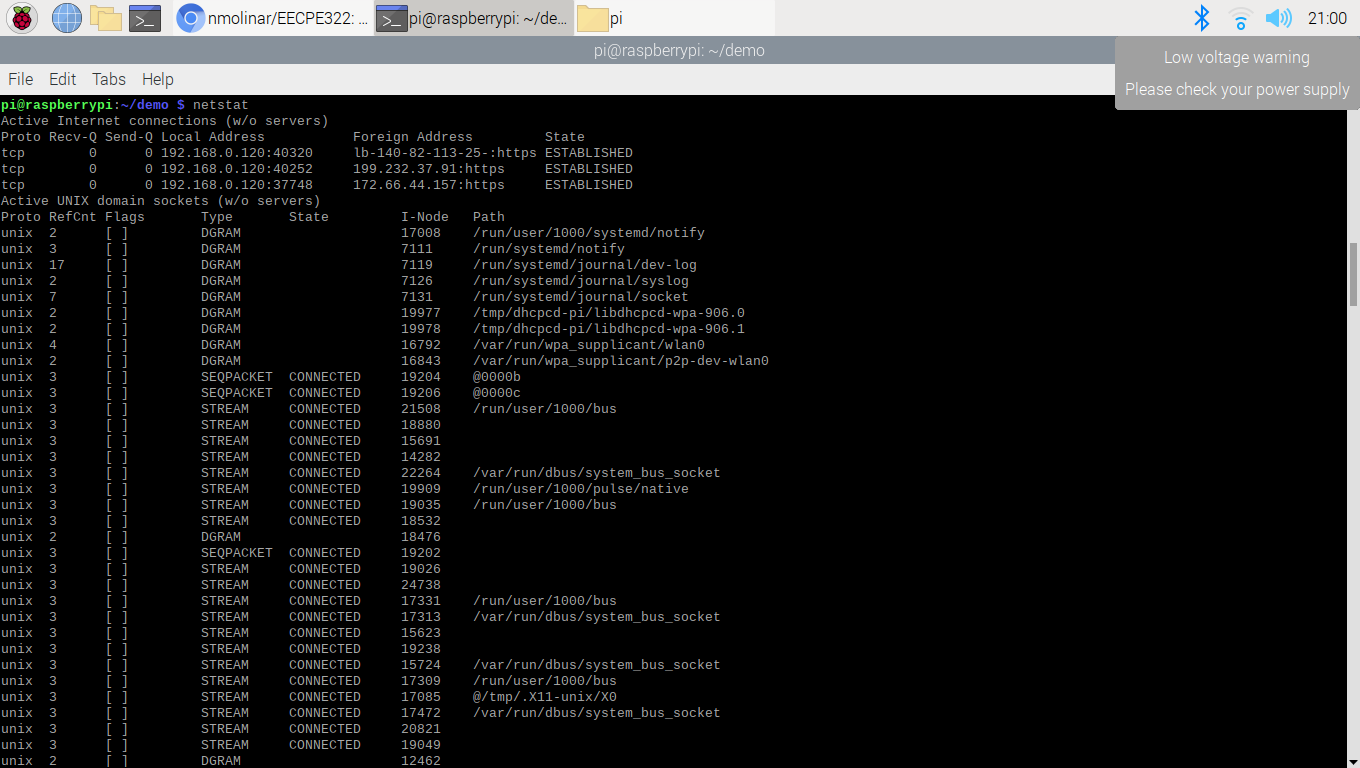 nmolinar/EECPE322: ... pi@raspberrypi: ~/de... pi 21:00
pi@raspberrypi: ~/demo
Low voltage warning
Please check your power supply
File Edit Tabs Help
pi@raspberrypi:~/demo $ netstat
Active Internet connections (w/o servers)
Proto Recv-Q Send-Q Local Address Foreign Address State
tcp 0 0 192.168.0.120:40320 lb-140-82-113-25-:https ESTABLISHED
tcp 0 0 192.168.0.120:40252 199.232.37.91:https ESTABLISHED
tcp 0 0 192.168.0.120:37748 172.66.44.157:https ESTABLISHED
Active UNIX domain sockets (w/o servers)
Proto RefCnt Flags Type State I-Node Path
unix 2 [ ] DGRAM 17008 /run/user/1000/systemd/notify
unix 3 [ ] DGRAM 7111 /run/systemd/notify
unix 17 [ ] DGRAM 7119 /run/systemd/journal/dev-log
unix 2 [ ] DGRAM 7126 /run/systemd/journal/syslog
unix 7 [ ] DGRAM 7131 /run/systemd/journal/socket
unix 2 [ ] DGRAM 19977 /tmp/dhcpcd-pi/libdhcpcd-wpa-906.0
unix 2 [ ] DGRAM 19978 /tmp/dhcpcd-pi/libdhcpcd-wpa-906.1
unix 4 [ ] DGRAM 16792 /var/run/wpa_supplicant/wlan0
unix 2 [ ] DGRAM 16843 /var/run/wpa_supplicant/p2p-dev-wlan0
unix 3 [ ] SEQPACKET CONNECTED 19204 @0000b
unix 3 [ ] SEQPACKET CONNECTED 19206 @0000c
unix 3 [ ] STREAM CONNECTED 21508 /run/user/1000/bus
unix 3 [ ] STREAM CONNECTED 18880
unix 3 [ ] STREAM CONNECTED 15691
unix 3 [ ] STREAM CONNECTED 14282
unix 3 [ ] STREAM CONNECTED 22264 /var/run/dbus/system_bus_socket
unix 3 [ ] STREAM CONNECTED 19909 /run/user/1000/pulse/native
unix 3 [ ] STREAM CONNECTED 19035 /run/user/1000/bus
unix 3 [ ] STREAM CONNECTED 18532
unix 2 [ ] DGRAM 18476
unix 3 [ ] SEQPACKET CONNECTED 19202
unix 3 [ ] STREAM CONNECTED 19026
unix 3 [ ] STREAM CONNECTED 24738
unix 3 [ ] STREAM CONNECTED 17331 /run/user/1000/bus
unix 3 [ ] STREAM CONNECTED 17313 /var/run/dbus/system_bus_socket
unix 3 [ ] STREAM CONNECTED 15623
unix 3 [ ] STREAM CONNECTED 19238
unix 3 [ ] STREAM CONNECTED 15724 /var/run/dbus/system_bus_socket
unix 3 [ ] STREAM CONNECTED 17309 /run/user/1000/bus
unix 3 [ ] STREAM CONNECTED 17085 @/tmp/.X11-unix/X0
unix 3 [ ] STREAM CONNECTED 17472 /var/run/dbus/system_bus_socket
unix 3 [ ] STREAM CONNECTED 20821
unix 3 [ ] STREAM CONNECTED 19049
unix 2 [ ] DGRAM 12462